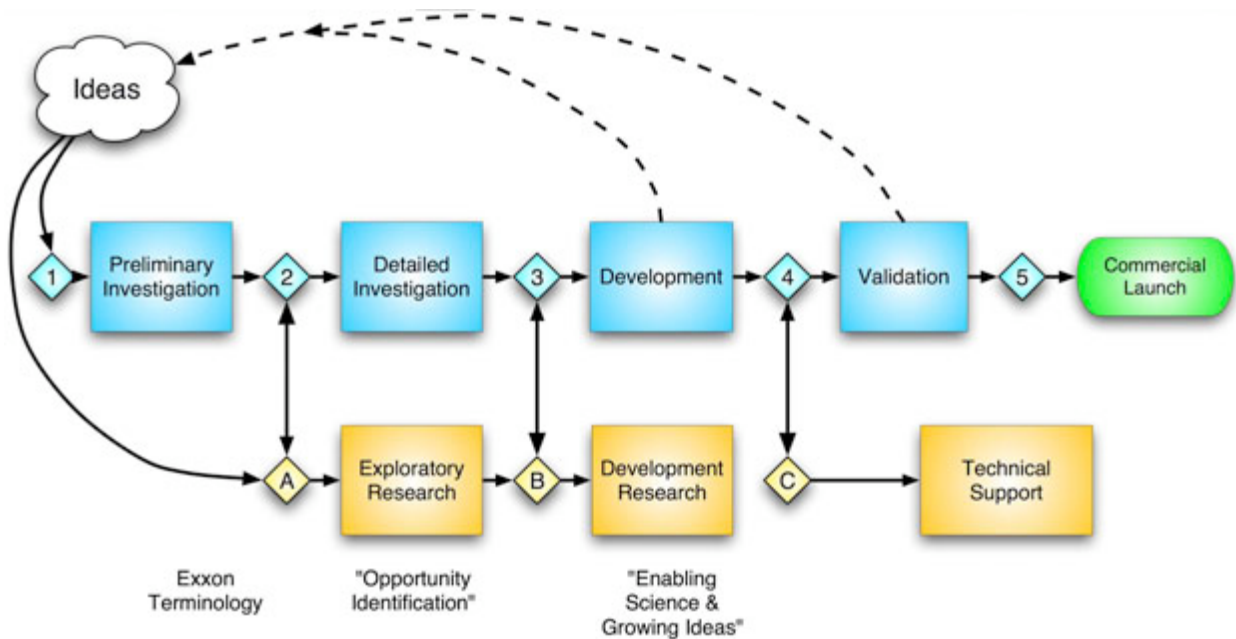 Ideas
1
Preliminary
Investigation
2
Detailed
Investigation
3
Development
4
Validation
5
Commercial
Launch
A
Exploratory
Research
B
Development
Research
C
Technical
Support
Exxon
Terminology
"Opportunity
Identification"
"Enabling
Science &
Growing Ideas"